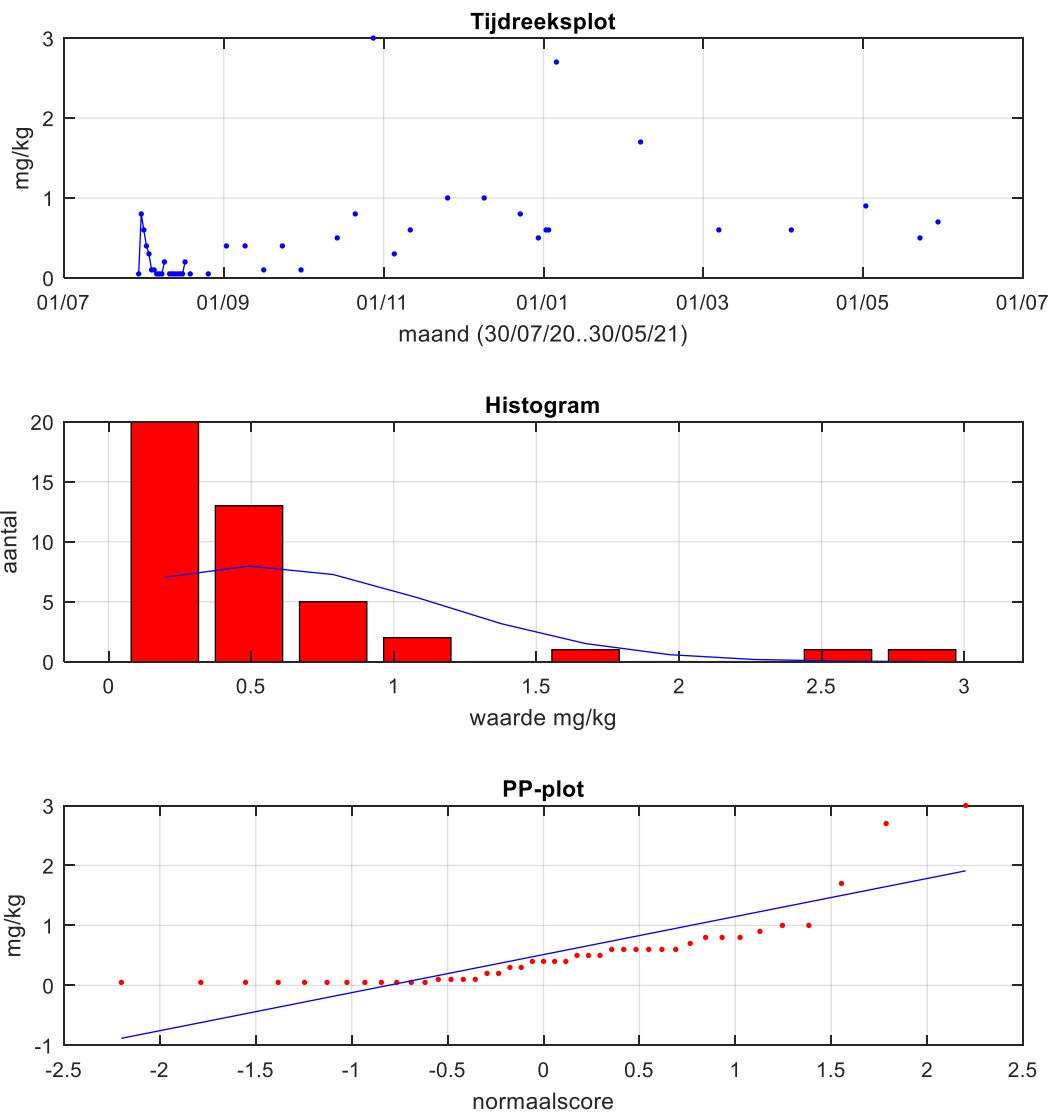 Tijdreeksplot
3
2
1
0
mg/kg
01/07 01/09 01/11 01/01 01/03 01/05 01/07
maand (30/07/20..30/05/21)
Histogram
20
15
10
5
0
aantal
0 0.5 1 1.5 2 2.5 3
waarde mg/kg
PP-plot
3
2
1
0
-1
mg/kg
-2.5 -2 -1.5 -1 -0.5 0 0.5 1 1.5 2 2.5
normaalscore